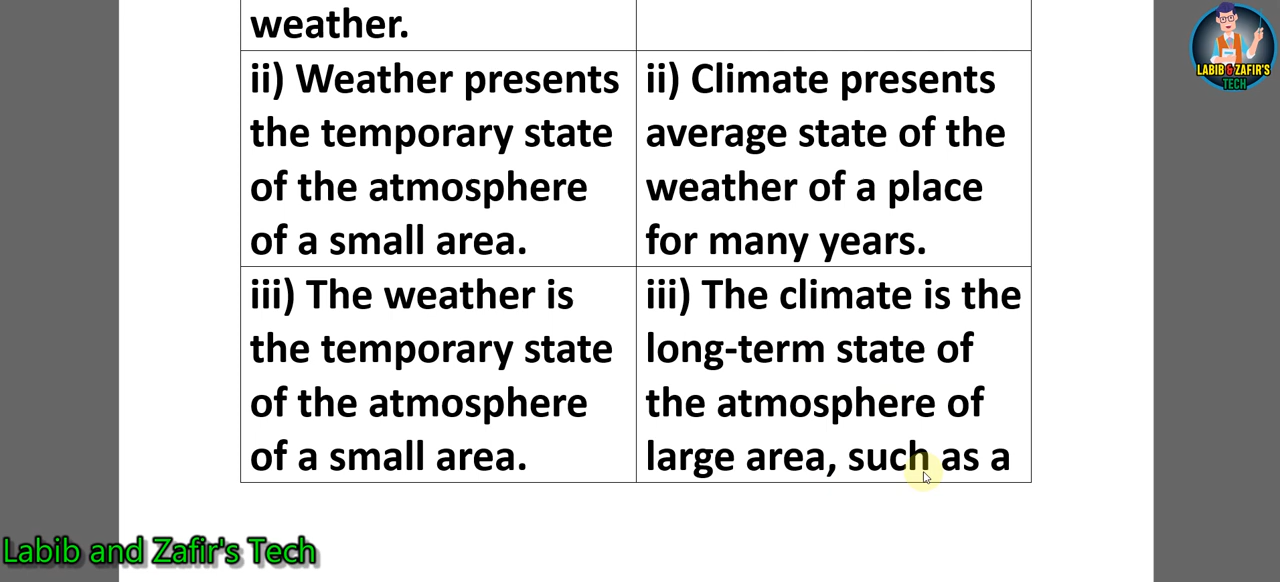 weather.
ii) Weather presents
the temporary state
of the atmosphere
of a small area.
ii) Climate presents
average state of the
weather of a place
for many years.
iii) The weather is
the temporary state
of the atmosphere
of a small area.
iii) The climate is the
long-term state of
the atmosphere of
large area, such as a
LABIB & ZAFIR'S
TECH
Labib and Zafir's Tech